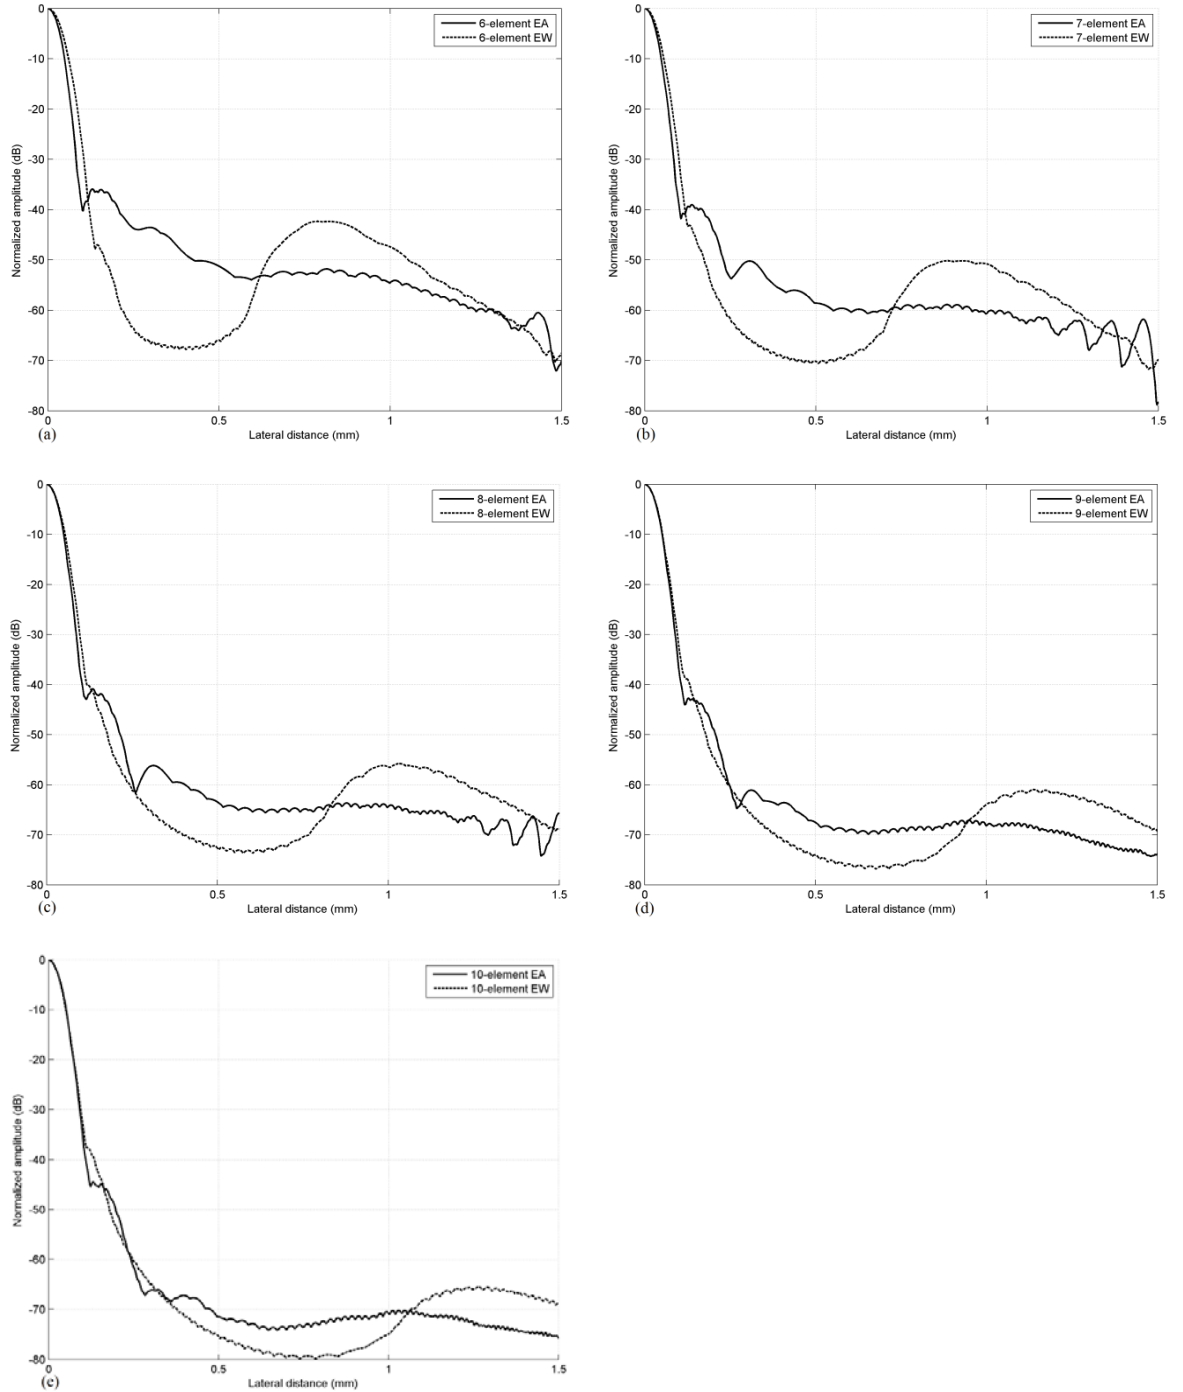 6-element EA
6-element EW
Normalized amplitude (dB)
0
-10
-20
-30
-40
-50
-60
-70
-80
0
0.5
1
1.5
(a)
Lateral distance (mm)
7-element EA
7-element EW
Normalized amplitude (dB)
0
-10
-20
-30
-40
-50
-60
-70
-80
0
0.5
1
1.5
(b)
Lateral distance (mm)
8-element EA
8-element EW
Normalized amplitude (dB)
0
-10
-20
-30
-40
-50
-60
-70
-80
0
0.5
1
1.5
(c)
Lateral distance (mm)
9-element EA
9-element EW
Normalized amplitude (dB)
0
-10
-20
-30
-40
-50
-60
-70
-80
0
0.5
1
1.5
(d)
Lateral distance (mm)
10-element EA
10-element EW
Normalized amplitude (dB)
0
-10
-20
-30
-40
-50
-60
-70
-80
0
0.5
1
1.5
(e)
Lateral distance (mm)